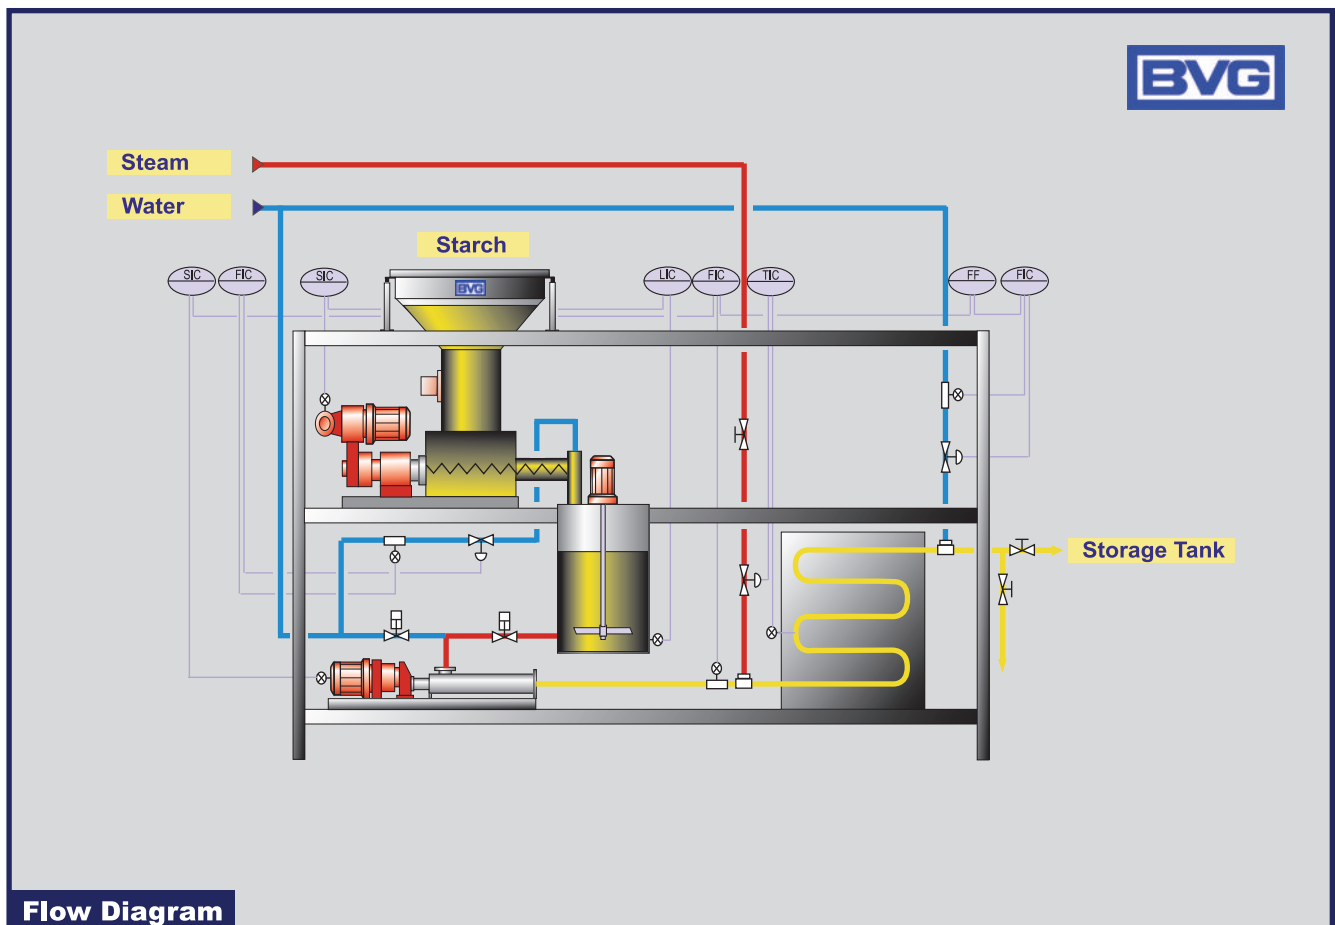 BVG
Steam
Water
Starch
SIC FIC SIC LIC FIC TIC FF FIC
BVG
Storage Tank
Flow Diagram